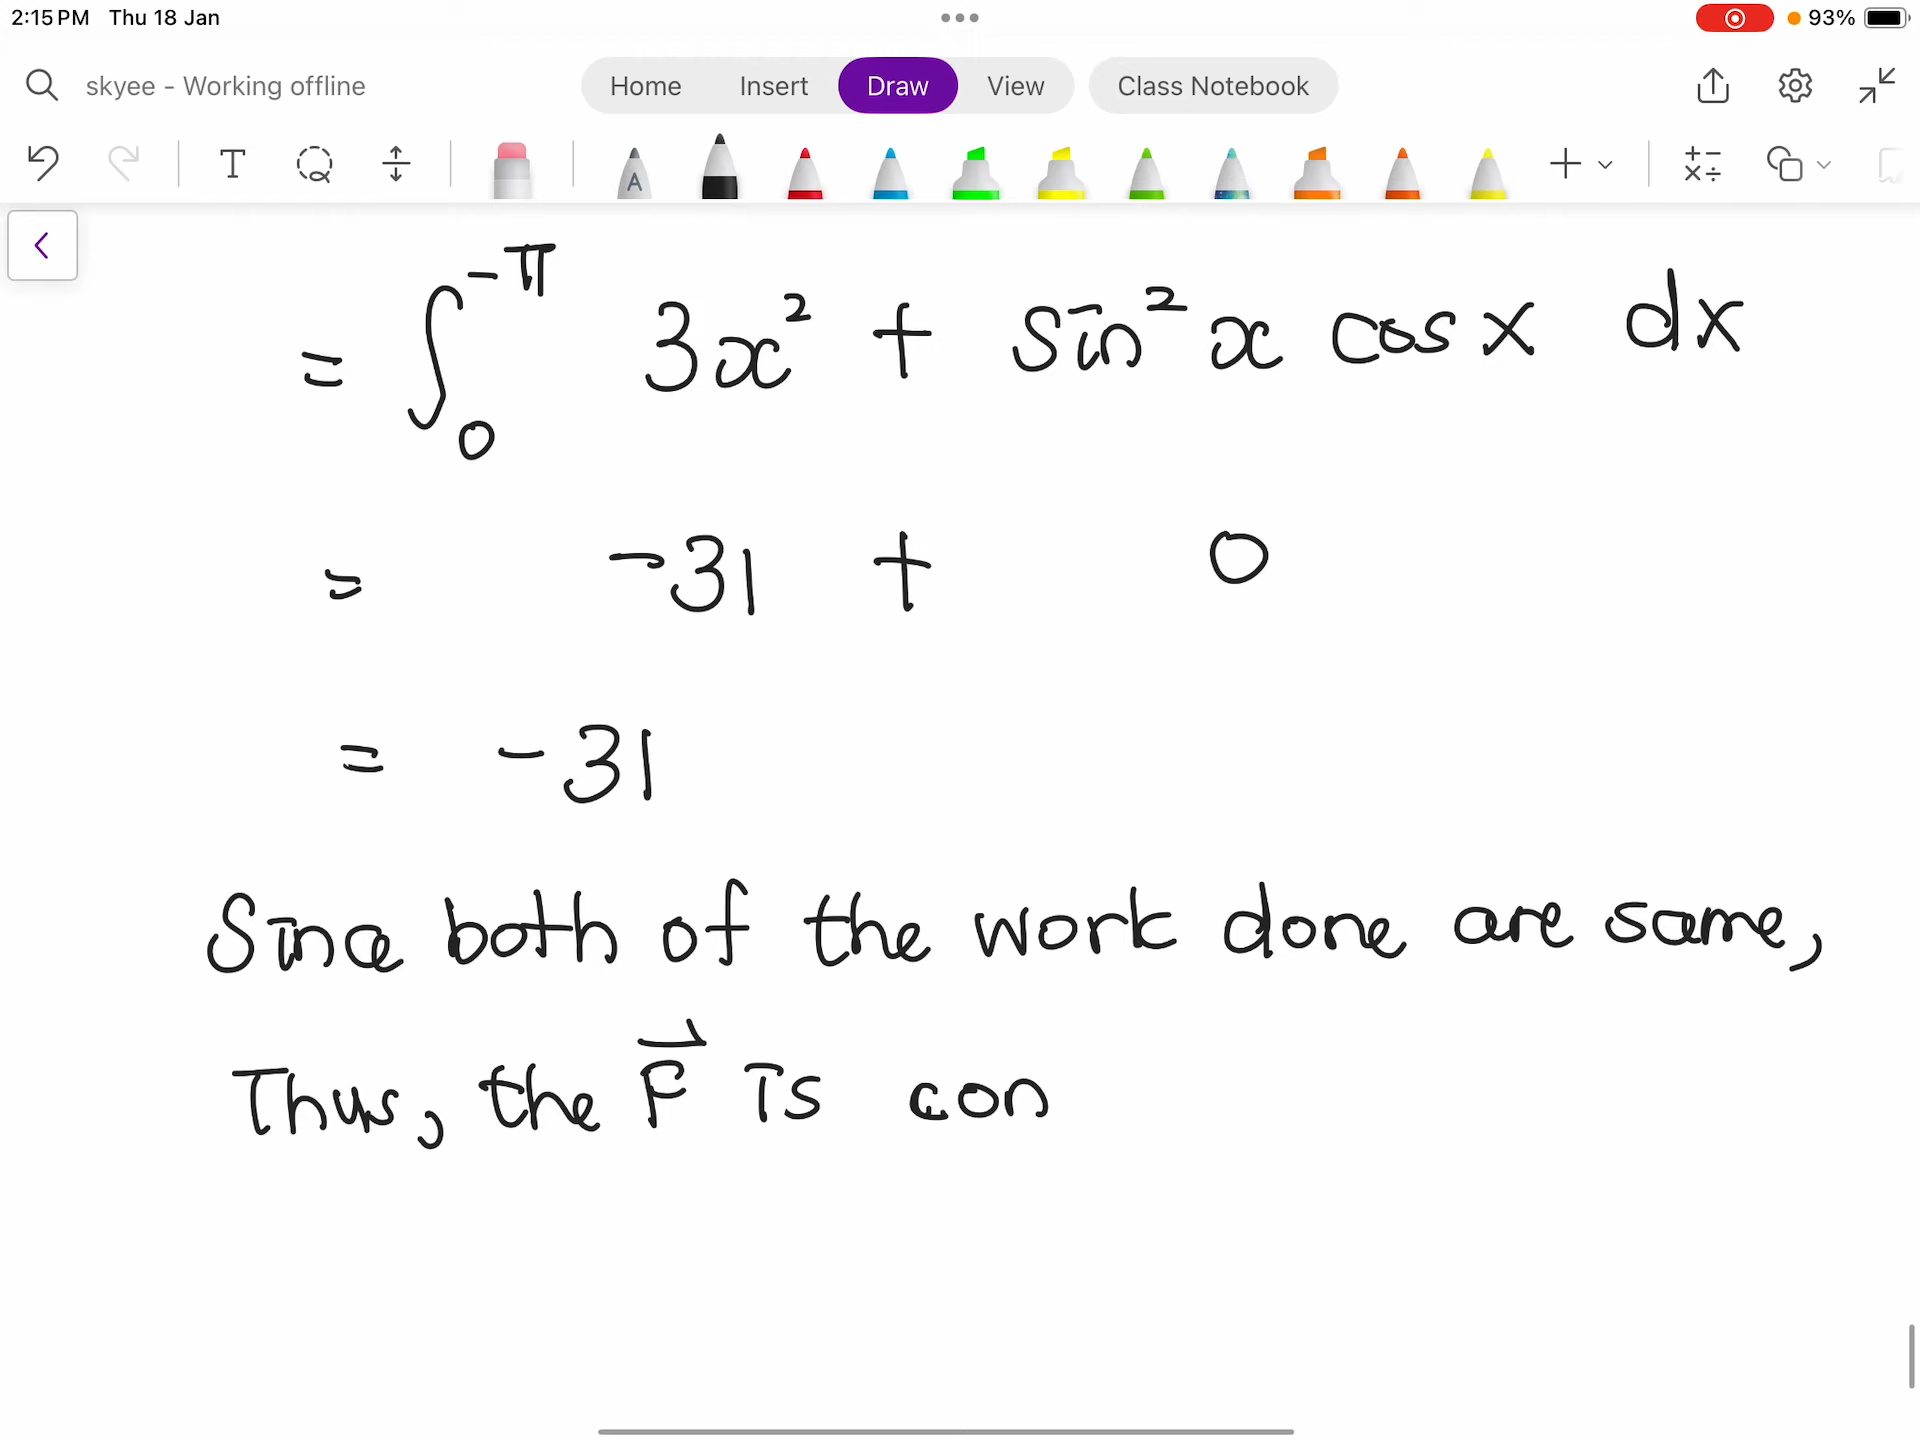 2:15 PM Thu 18 Jan 93%
skyee - Working offline Home Insert Draw View Class Notebook
T A
= ∫₀^-π 3x² + sin² x cos x dx
= -31 + 0
= -31
Since both of the work done are same,
Thus, the F⃗ is con